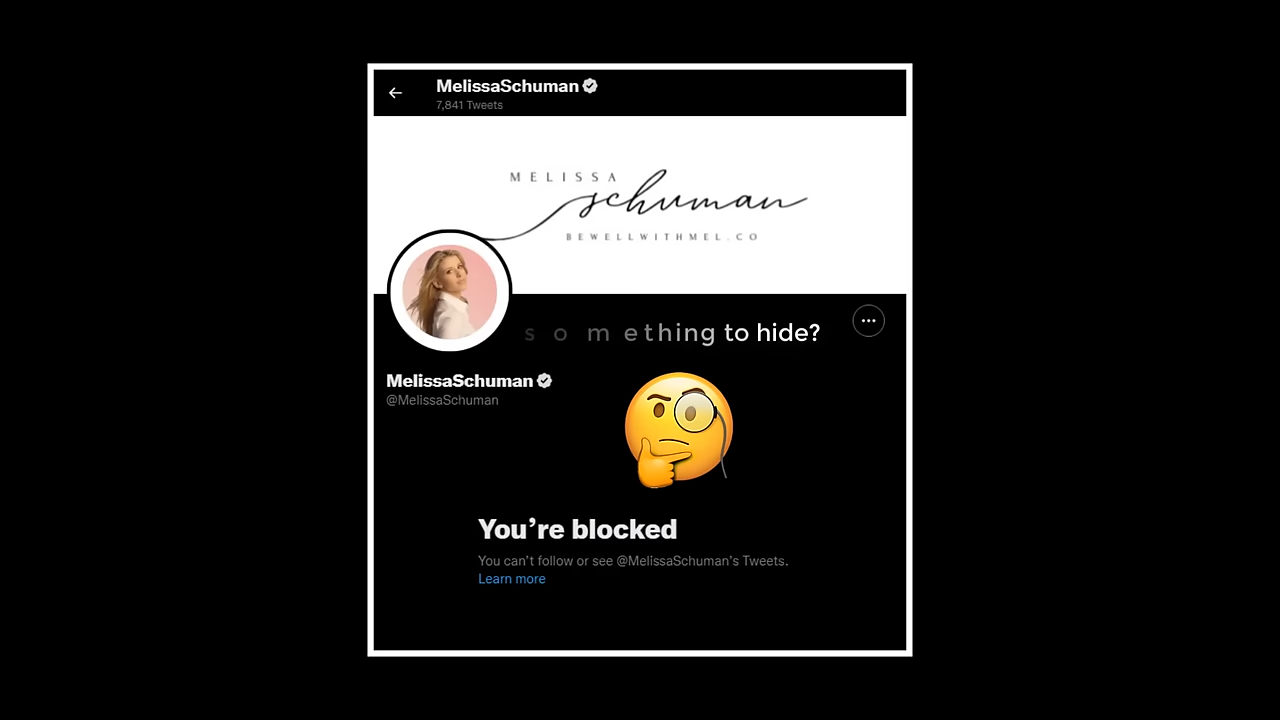 MelissaSchuman
7,841 Tweets
MELISSA
schuman
BEWELLWITHMEL.CO
something to hide?
MelissaSchuman
@MelissaSchuman
You’re blocked
You can’t follow or see @MelissaSchuman’s Tweets.
Learn more